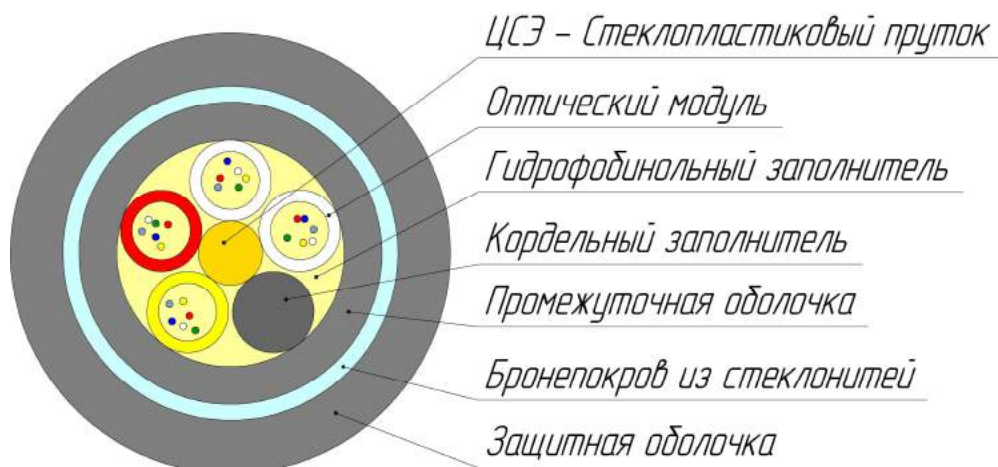 ЦСЭ – Стеклопластиковый пруток
Оптический модуль
Гидрофобинольный заполнитель
Кордельный заполнитель
Промежуточная оболочка
Бронепокров из стеклонитей
Защитная оболочка